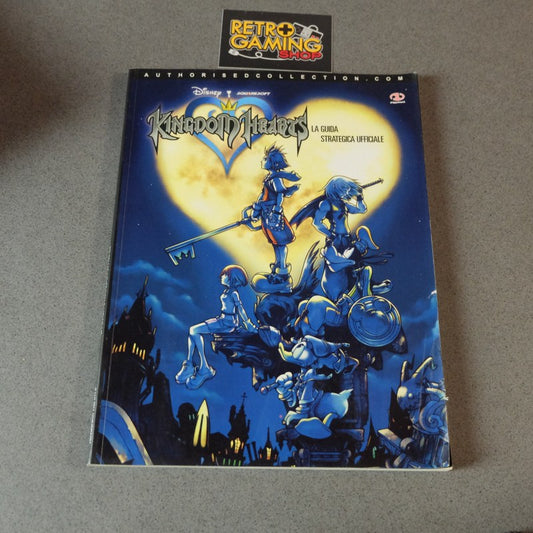 RETRO
GAMING
SHOP
AUTHORISEDCOLLECTION.COM
Disney SQUARESOFT
KINGDOM HEARTS
LA GUIDA
STRATEGICA UFFICIALE